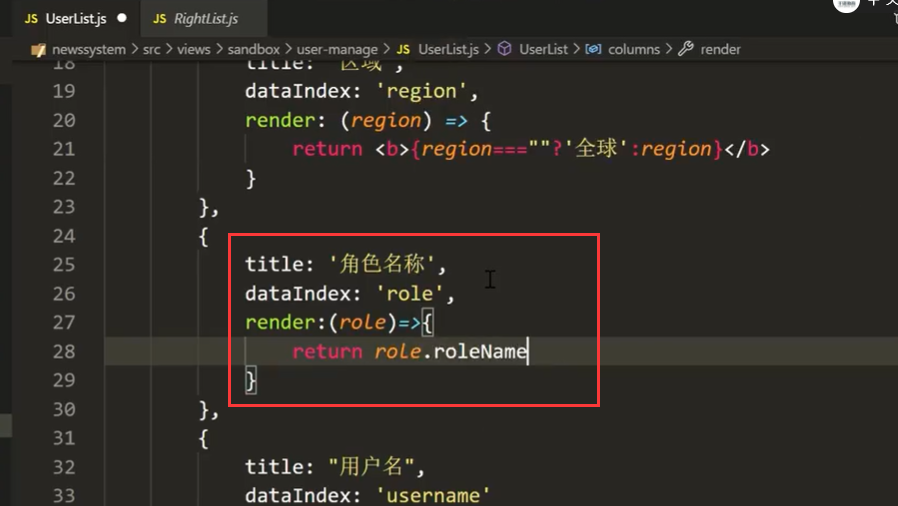 JS UserList.js ● JS RightList.js
newssystem > src > views > sandbox > user-manage > JS UserList.js > UserList > columns > render
18 title: '区域',
19 dataIndex: 'region',
20 render: (region) => {
21 return <b>{region===""?'全球':region}</b>
22 }
23 },
24 {
25 title: '角色名称',
26 dataIndex: 'role',
27 render:(role)=>{
28 return role.roleName
29 }
30 },
31 {
32 title: "用户名",
33 dataIndex: 'username'